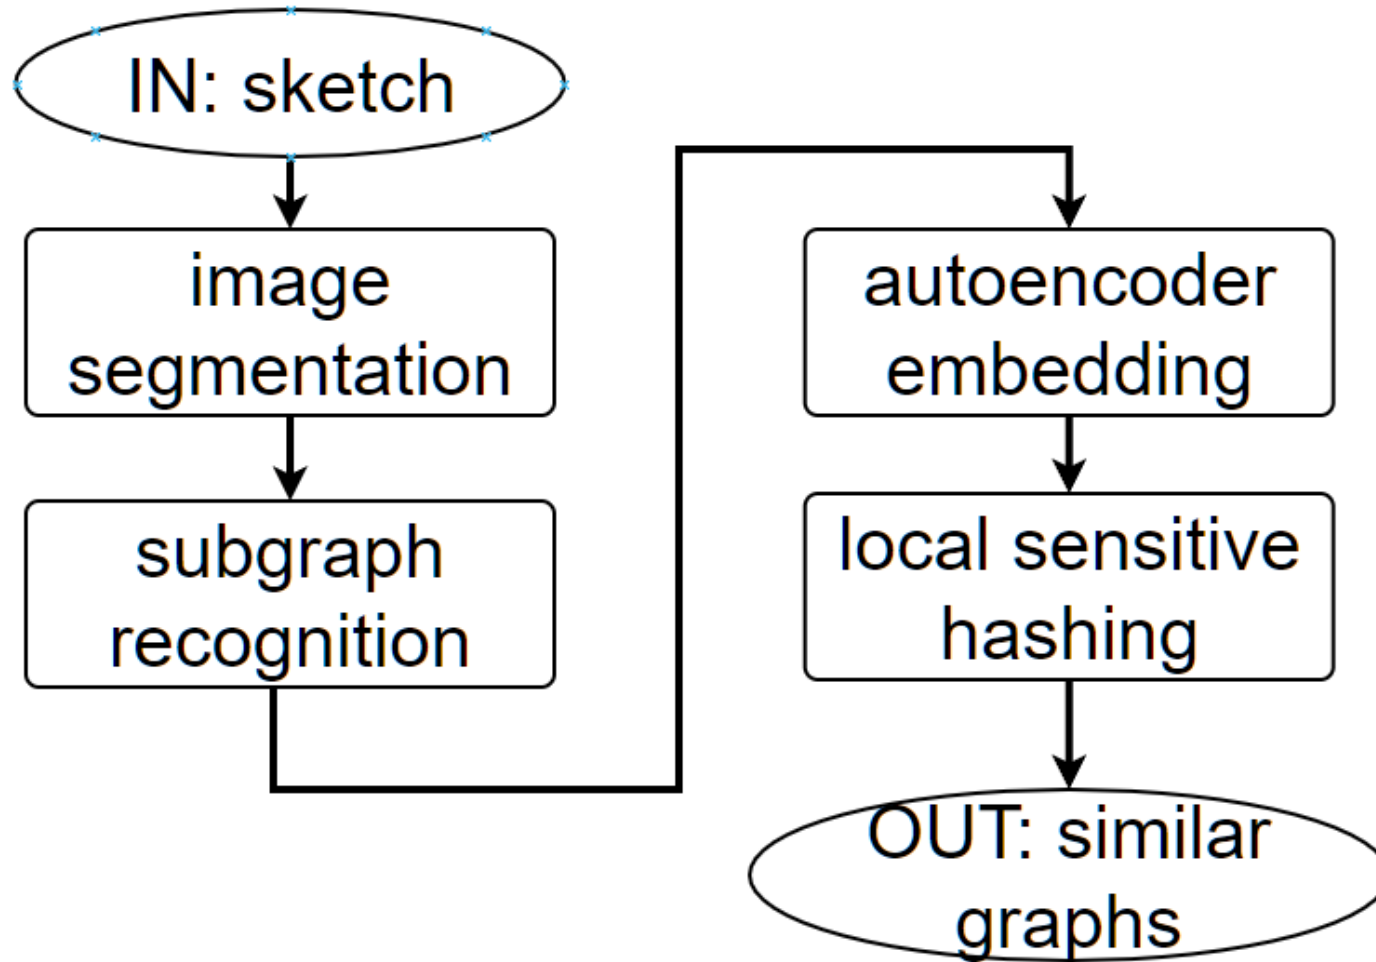 IN: sketch
image
segmentation
subgraph
recognition
autoencoder
embedding
local sensitive
hashing
OUT: similar
graphs